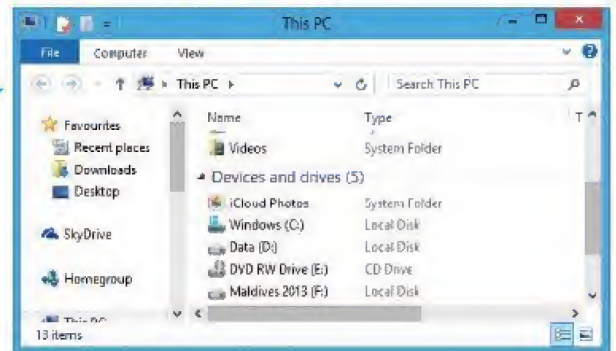 This PC
File Computer View
This PC Search This PC
Name Type T
Favourites
Recent places
Downloads
Desktop
SkyDrive
Homegroup
This PC
Videos System Folder
Devices and drives (5)
iCloud Photos System Folder
Windows (C:) Local Disk
Data (D:) Local Disk
DVD RW Drive (E:) CD Drive
Maldives 2013 (F:) Local Disk
13 items